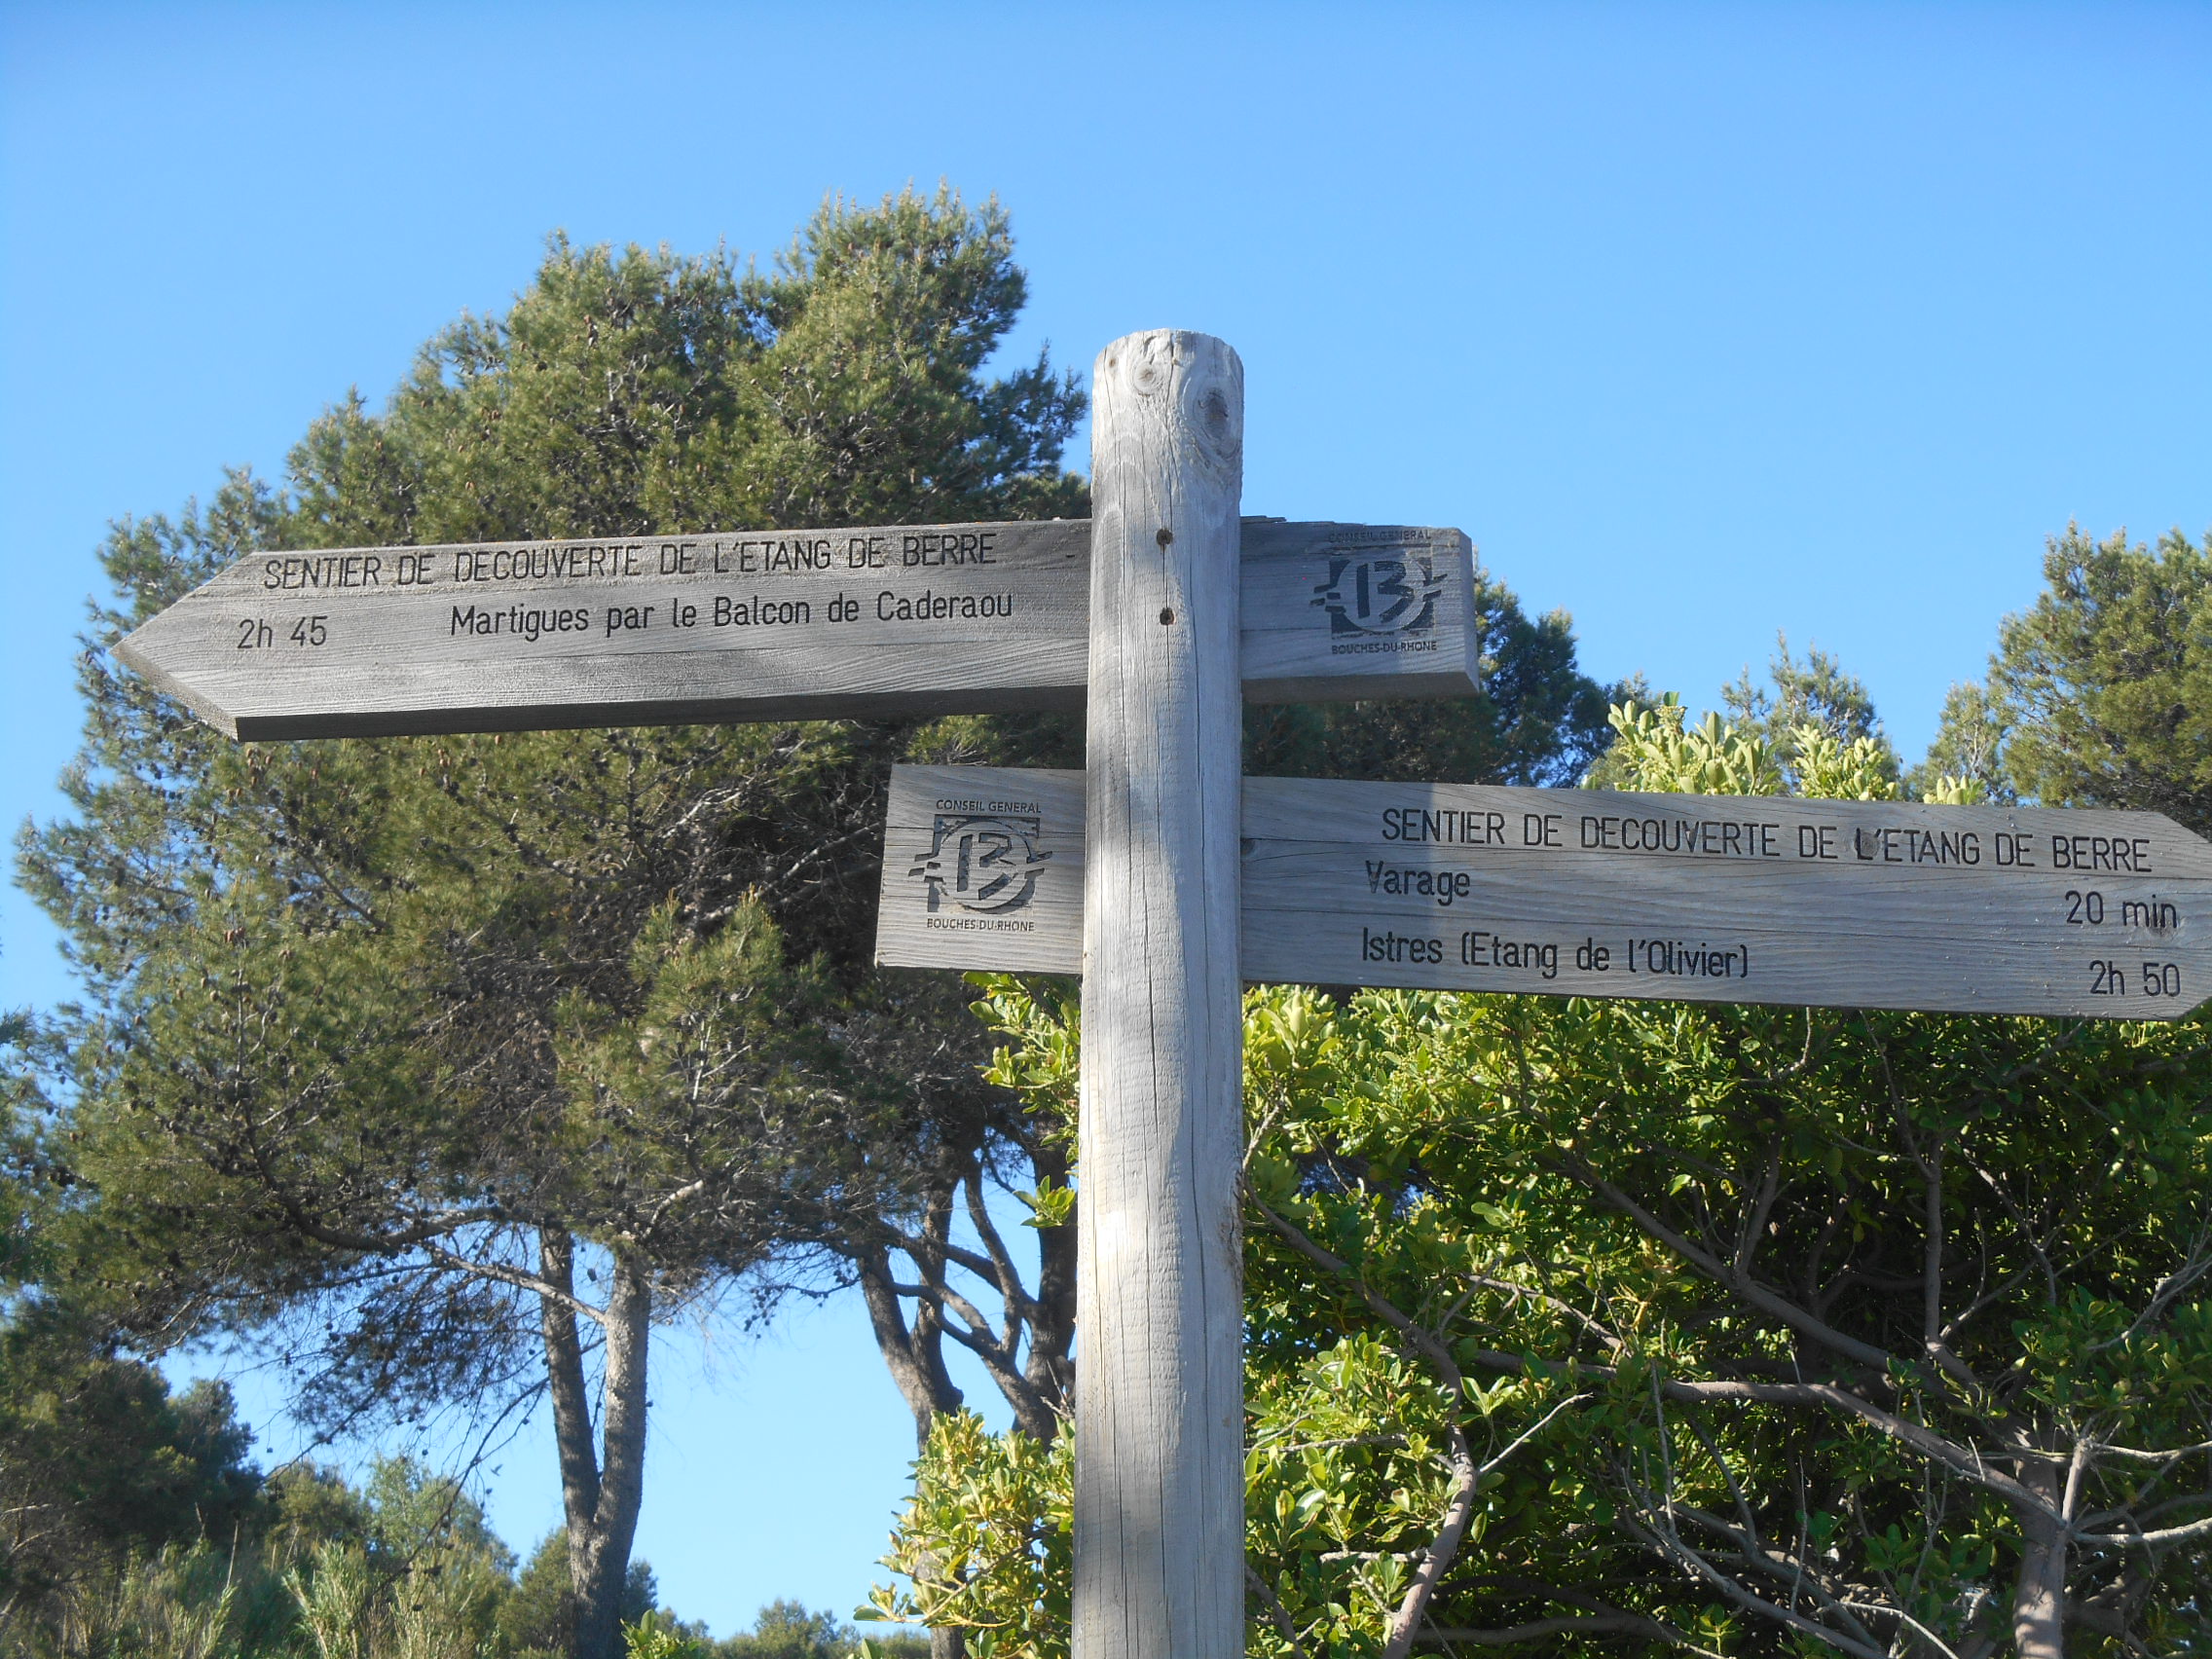 SENTIER DE DECOUVERTE DE L'ETANG DE BERRE
2h 45 Martigues par le Balcon de Caderaou
CONSEIL GENERAL
13
BOUCHES-DU-RHONE
CONSEIL GENERAL
13
BOUCHES-DU-RHONE
SENTIER DE DECOUVERTE DE L'ETANG DE BERRE
Varage 20 min
Istres (Etang de l'Olivier) 2h 50